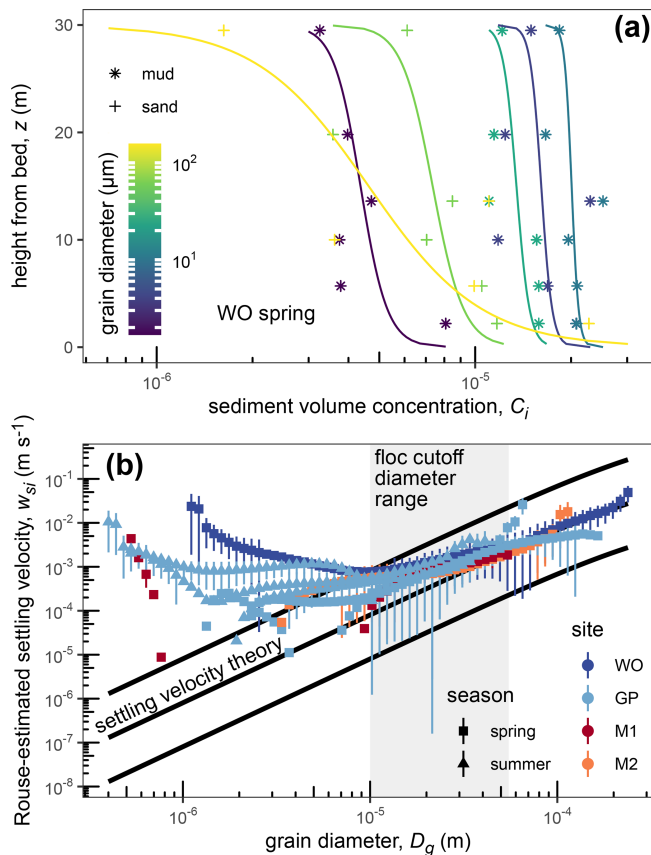 (a)
30
20
10
0
height from bed, z (m)
mud
sand
grain diameter (μm)
10²
10¹
WO spring
10⁻⁶
10⁻⁵
sediment volume concentration, Cᵢ
(b)
floc cutoff
diameter
range
10⁻¹
10⁻²
10⁻³
10⁻⁴
10⁻⁵
10⁻⁶
10⁻⁷
10⁻⁸
Rouse-estimated settling velocity, wₛᵢ (m s⁻¹)
settling velocity theory
season
spring
summer
site
WO
GP
M1
M2
10⁻⁶
10⁻⁵
10⁻⁴
grain diameter, D_g (m)